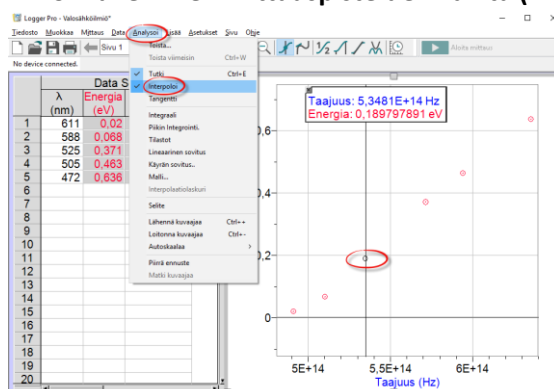 Logger Pro - Valosähköilmiö*
Tiedosto Muokkaa Mittaus Data Analysoi Lisää Asetukset Sivu Ohje
Sivu 1
Aloita mittaus
No device connected.
Toista...
Toista viimeisin Ctrl+W
Tutki Ctrl+E
Interpoloi
Tangentti
Integraali
Piikin Integrointi.
Tilastot
Lineaarinen sovitus
Käyrän sovitus..
Malli...
Interpolaatiolaskuri
Selite
Lähennä kuvaajaa Ctrl++
Loitonna kuvaajaa Ctrl+-
Autoskaalaa >
Piirrä ennuste
Matki kuvaajaa
Data S
λ Energia
(nm) (eV)
1 611 0,02
2 588 0,068
3 525 0,371
4 505 0,463
5 472 0,636
6
7
8
9
10
11
12
13
14
15
16
17
18
19
20
Taajuus: 5,3481E+14 Hz
Energia: 0,189797891 eV
0,6
0,4
0,2
0
5E+14 5,5E+14 6E+14
Taajuus (Hz)